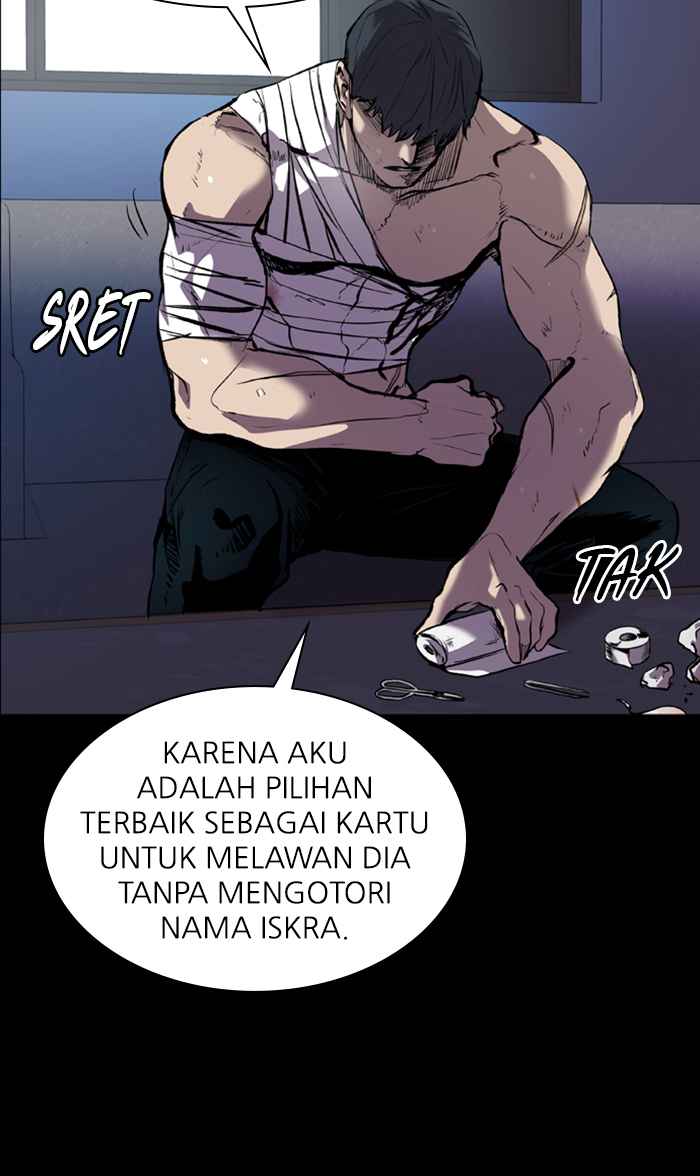 SRET
TAK
KARENA AKU
ADALAH PILIHAN
TERBAIK SEBAGAI KARTU
UNTUK MELAWAN DIA
TANPA MENGOTORI
NAMA ISKRA.